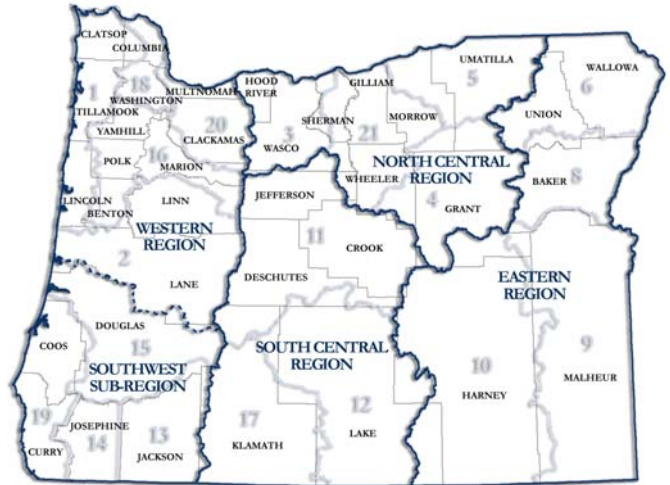 CLATSOP
COLUMBIA
1
18
TILLAMOOK
WASHINGTON
MULTNOMAH
YAMHILL
20
CLACKAMAS
POLK
16
MARION
LINCOLN
BENTON
LINN
WESTERN
REGION
2
LANE
HOOD
RIVER
3
WASCO
SHERMAN
GILLIAM
21
MORROW
UMATILLA
5
WHEELER
NORTH CENTRAL
REGION
4
GRANT
WALLOWA
6
UNION
BAKER
8
JEFFERSON
11
CROOK
DESCHUTES
EASTERN
REGION
DOUGLAS
COOS
15
SOUTHWEST
SUB-REGION
19
CURRY
JOSEPHINE
14
13
JACKSON
SOUTH CENTRAL
REGION
17
KLAMATH
12
LAKE
10
HARNEY
9
MALHEUR